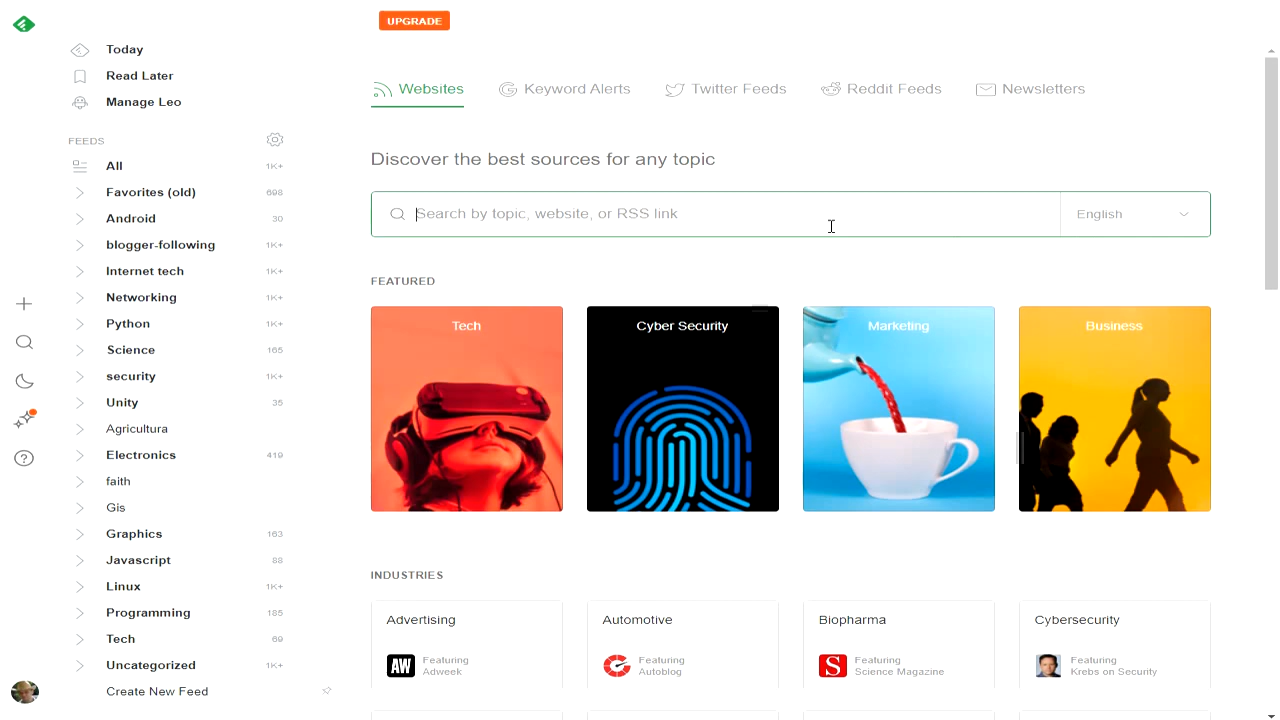 UPGRADE
Today
Read Later
Manage Leo
FEEDS
All 1K+
Favorites (old) 698
Android 30
blogger-following 1K+
Internet tech 1K+
Networking 1K+
Python 1K+
Science 165
security 1K+
Unity 35
Agricultura
Electronics 419
faith
Gis
Graphics 163
Javascript 88
Linux 1K+
Programming 185
Tech 69
Uncategorized 1K+
Create New Feed
Websites Keyword Alerts Twitter Feeds Reddit Feeds Newsletters
Discover the best sources for any topic
Search by topic, website, or RSS link English
FEATURED
Tech Cyber Security Marketing Business
INDUSTRIES
Advertising
AW
Featuring
Adweek
Automotive
Featuring
Autoblog
Biopharma
S
Featuring
Science Magazine
Cybersecurity
Featuring
Krebs on Security